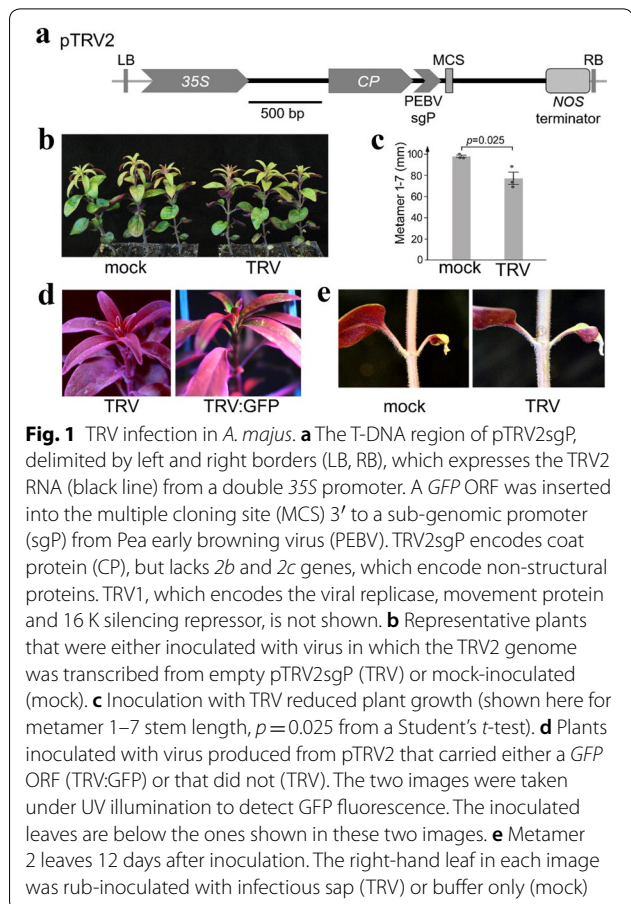 a pTRV2
LB
MCS
RB
35S
CP
PEBV
sgP
NOS
terminator
500 bp
b
mock
TRV
c
p=0.025
Metamer 1-7 (mm)
100
80
60
40
20
0
mock
TRV
d
TRV
TRV:GFP
e
mock
TRV
Fig. 1 TRV infection in A. majus. a The T-DNA region of pTRV2sgP,
delimited by left and right borders (LB, RB), which expresses the TRV2
RNA (black line) from a double 35S promoter. A GFP ORF was inserted
into the multiple cloning site (MCS) 3′ to a sub-genomic promoter
(sgP) from Pea early browning virus (PEBV). TRV2sgP encodes coat
protein (CP), but lacks 2b and 2c genes, which encode non-structural
proteins. TRV1, which encodes the viral replicase, movement protein
and 16 K silencing repressor, is not shown. b Representative plants
that were either inoculated with virus in which the TRV2 genome
was transcribed from empty pTRV2sgP (TRV) or mock-inoculated
(mock). c Inoculation with TRV reduced plant growth (shown here for
metamer 1–7 stem length, p = 0.025 from a Student's t-test). d Plants
inoculated with virus produced from pTRV2 that carried either a GFP
ORF (TRV:GFP) or that did not (TRV). The two images were taken
under UV illumination to detect GFP fluorescence. The inoculated
leaves are below the ones shown in these two images. e Metamer
2 leaves 12 days after inoculation. The right-hand leaf in each image
was rub-inoculated with infectious sap (TRV) or buffer only (mock)